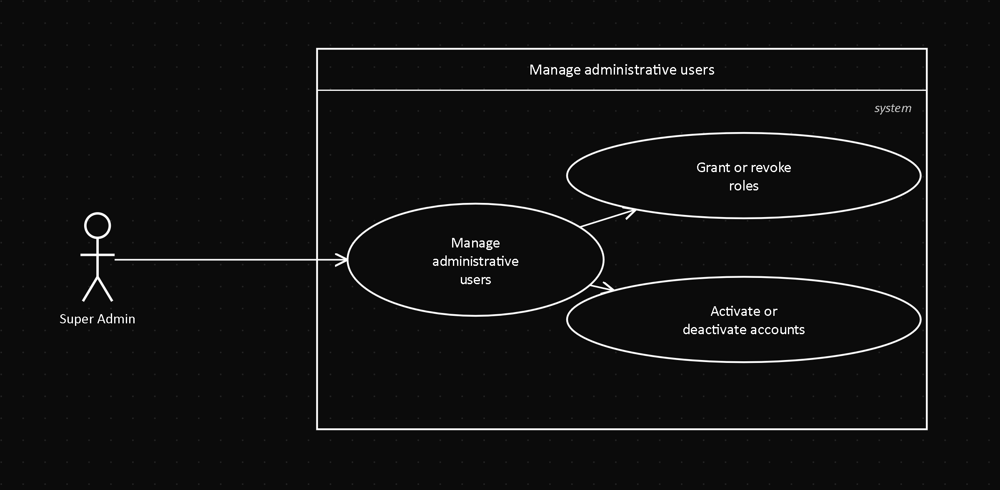 Manage administrative users
system
Grant or revoke
roles
Manage
administrative
users
Activate or
deactivate accounts
Super Admin